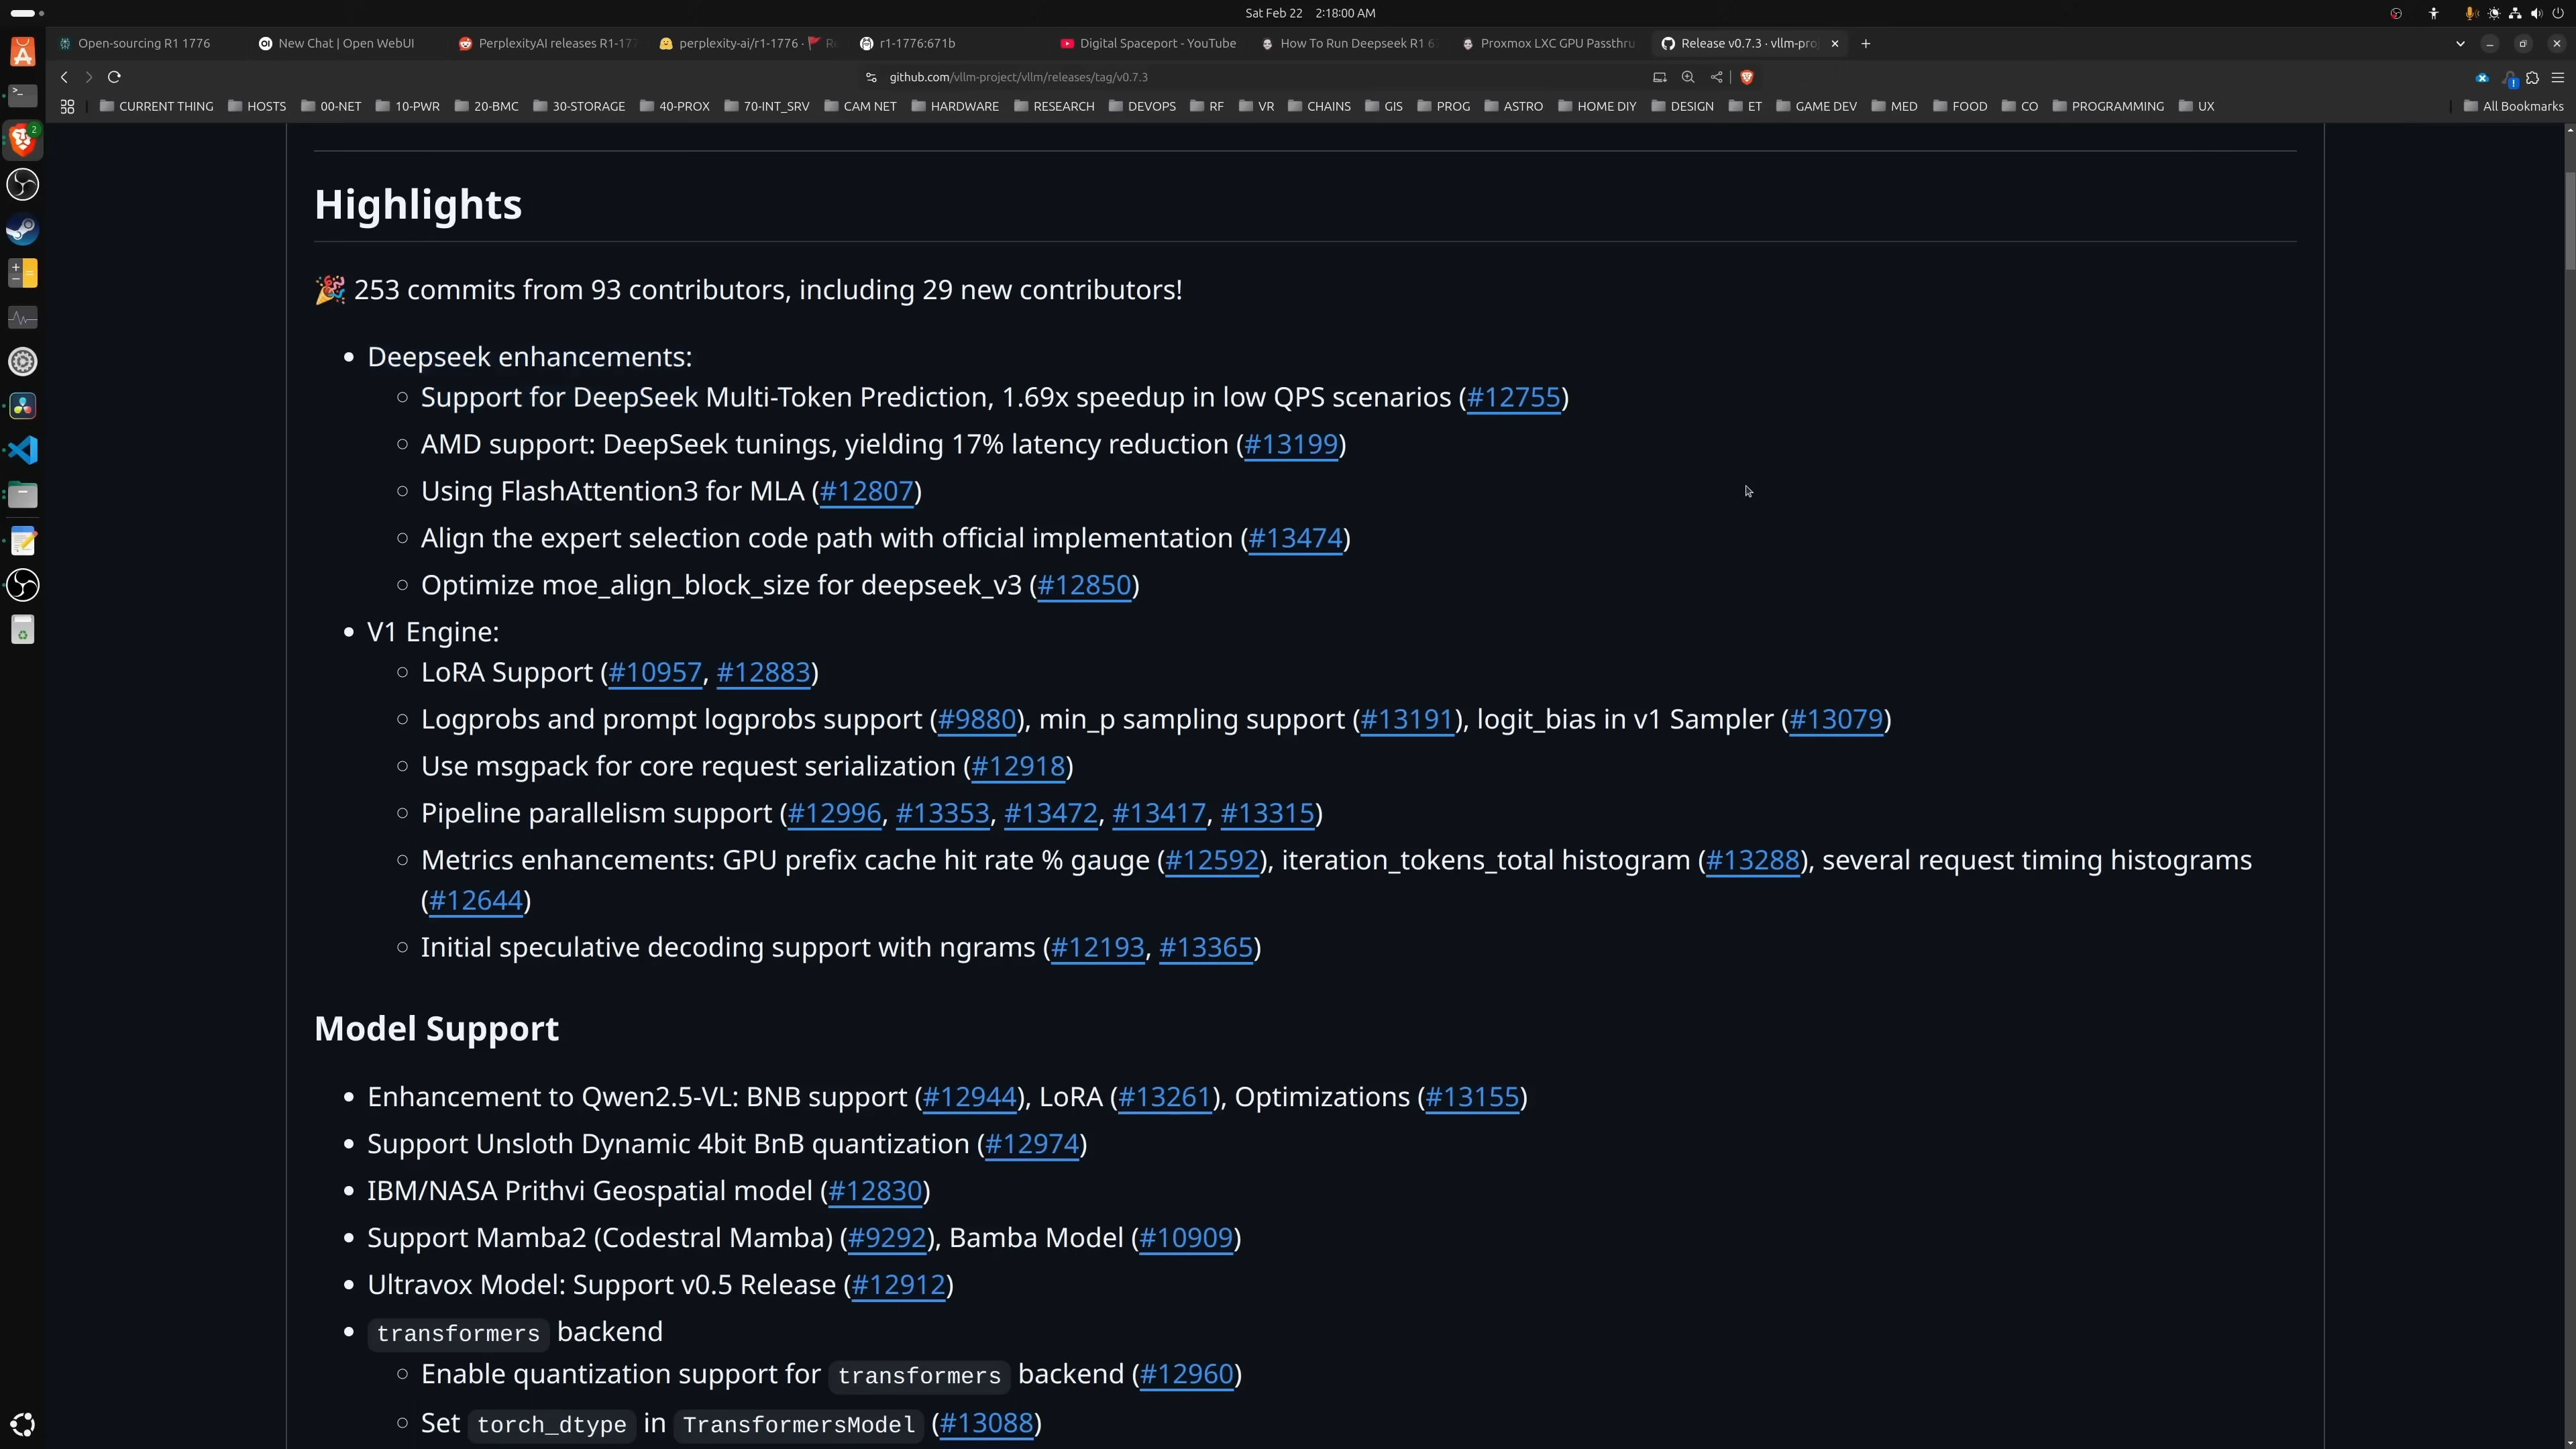 Sat Feb 22 2:18:00 AM
2
Open-sourcing R1 1776
New Chat | Open WebUI
PerplexityAI releases R1-177
perplexity-ai/r1-1776 · 🚩 Re
r1-1776:671b
Digital Spaceport - YouTube
How To Run Deepseek R1 67
Proxmox LXC GPU Passthru
Release v0.7.3 · vllm-pro
github.com/vllm-project/vllm/releases/tag/v0.7.3
CURRENT THING HOSTS 00-NET 10-PWR 20-BMC 30-STORAGE 40-PROX 70-INT_SRV CAM NET HARDWARE RESEARCH DEVOPS RF VR CHAINS GIS PROG ASTRO HOME DIY DESIGN ET GAME DEV MED FOOD CO PROGRAMMING UX All Bookmarks
Highlights
🎉 253 commits from 93 contributors, including 29 new contributors!
• Deepseek enhancements:
◦ Support for DeepSeek Multi-Token Prediction, 1.69x speedup in low QPS scenarios (#12755)
◦ AMD support: DeepSeek tunings, yielding 17% latency reduction (#13199)
◦ Using FlashAttention3 for MLA (#12807)
◦ Align the expert selection code path with official implementation (#13474)
◦ Optimize moe_align_block_size for deepseek_v3 (#12850)
• V1 Engine:
◦ LoRA Support (#10957, #12883)
◦ Logprobs and prompt logprobs support (#9880), min_p sampling support (#13191), logit_bias in v1 Sampler (#13079)
◦ Use msgpack for core request serialization (#12918)
◦ Pipeline parallelism support (#12996, #13353, #13472, #13417, #13315)
◦ Metrics enhancements: GPU prefix cache hit rate % gauge (#12592), iteration_tokens_total histogram (#13288), several request timing histograms
(#12644)
◦ Initial speculative decoding support with ngrams (#12193, #13365)
Model Support
• Enhancement to Qwen2.5-VL: BNB support (#12944), LoRA (#13261), Optimizations (#13155)
• Support Unsloth Dynamic 4bit BnB quantization (#12974)
• IBM/NASA Prithvi Geospatial model (#12830)
• Support Mamba2 (Codestral Mamba) (#9292), Bamba Model (#10909)
• Ultravox Model: Support v0.5 Release (#12912)
• transformers backend
◦ Enable quantization support for transformers backend (#12960)
◦ Set torch_dtype in TransformersModel (#13088)